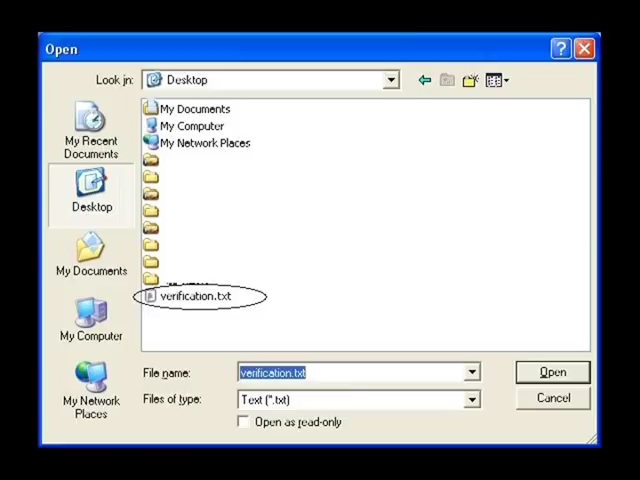 Open
Look in: Desktop
My Documents
My Computer
My Network Places
verification.txt
My Recent
Documents
Desktop
My Documents
My Computer
My Network
Places
File name: verification.txt Open
Files of type: Text (*.txt) Cancel
Open as read-only